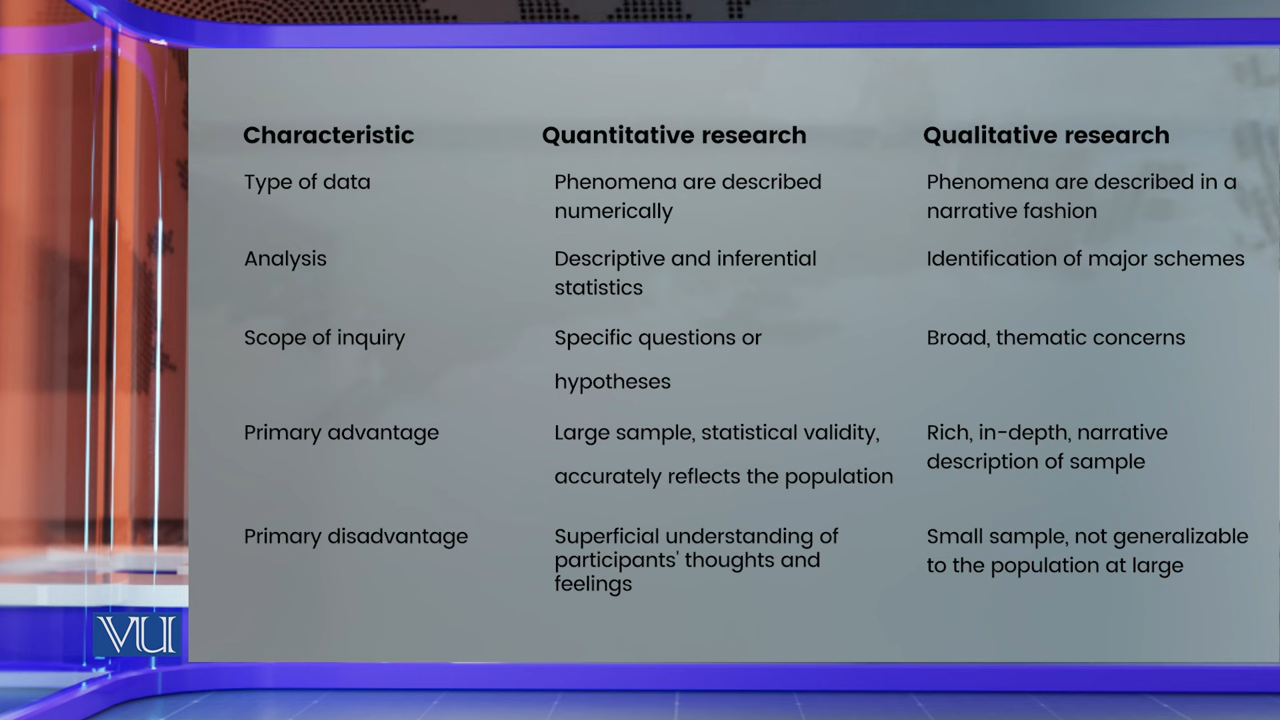 Characteristic Quantitative research Qualitative research
Type of data Phenomena are described Phenomena are described in a
numerically narrative fashion
Analysis Descriptive and inferential Identification of major schemes
statistics
Scope of inquiry Specific questions or Broad, thematic concerns
hypotheses
Primary advantage Large sample, statistical validity, Rich, in-depth, narrative
description of sample
accurately reflects the population
Primary disadvantage Superficial understanding of Small sample, not generalizable
participants' thoughts and to the population at large
feelings
VU